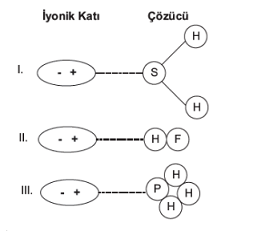 İyonik Katı Çözücü
H
I. - + S
H
II. - + H F
H
III. - + P H
H